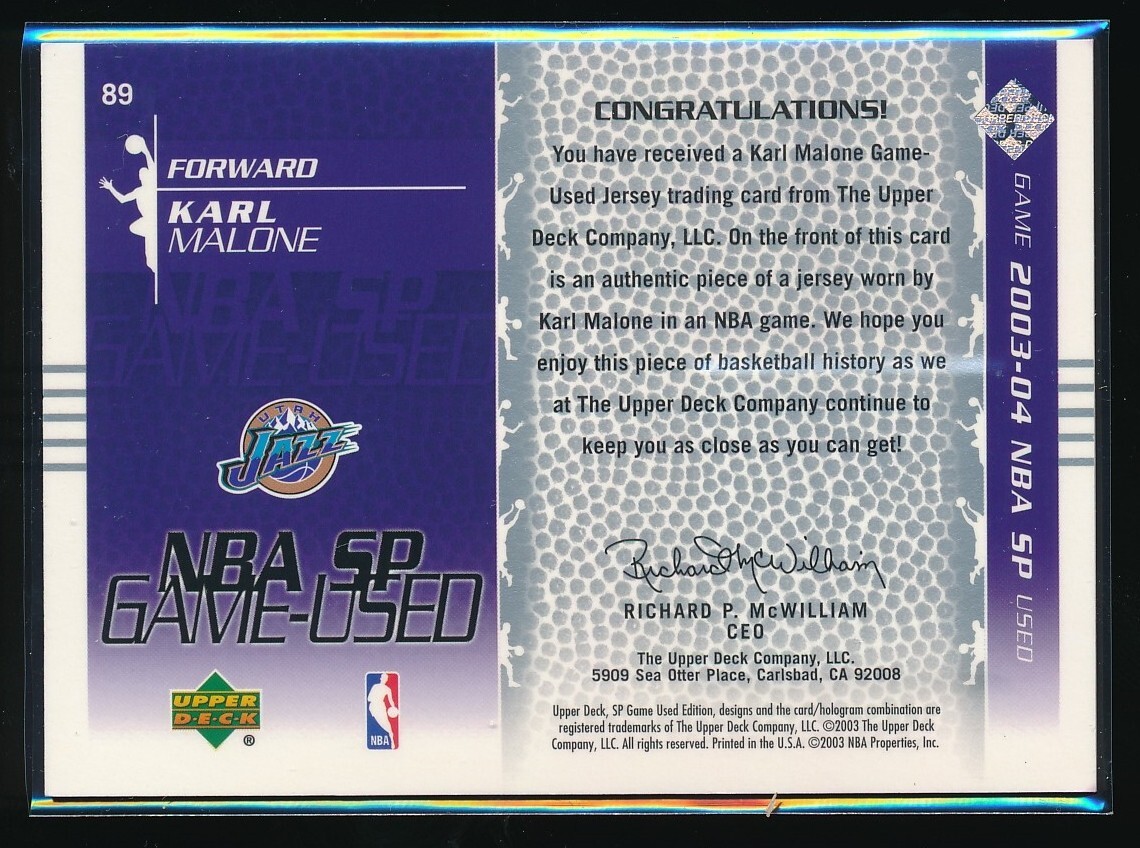 89
FORWARD
KARL
MALONE
NBA SP
GAME-USED
UTAH
JAZZ
NBA SP
GAME-USED
UPPER
D·E·C·K
®
NBA
CONGRATULATIONS!
You have received a Karl Malone Game-
Used Jersey trading card from The Upper
Deck Company, LLC. On the front of this card
is an authentic piece of a jersey worn by
Karl Malone in an NBA game. We hope you
enjoy this piece of basketball history as we
at The Upper Deck Company continue to
keep you as close as you can get!
Richard McWilliam
RICHARD P. McWILLIAM
CEO
The Upper Deck Company, LLC.
5909 Sea Otter Place, Carlsbad, CA 92008
Upper Deck, SP Game Used Edition, designs and the card/hologram combination are
registered trademarks of The Upper Deck Company, LLC. ©2003 The Upper Deck
Company, LLC. All rights reserved. Printed in the U.S.A. ©2003 NBA Properties, Inc.
GAME 2003-04 NBA SP USED